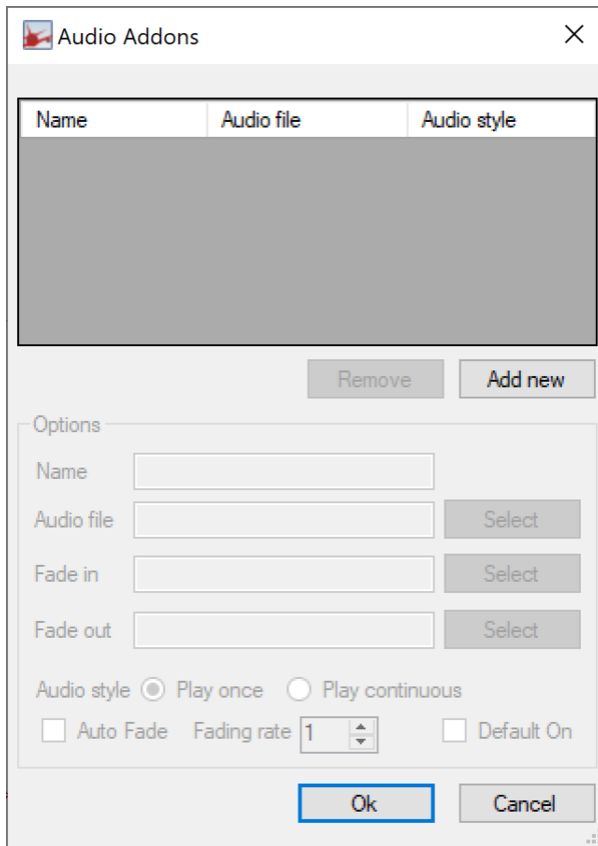 Audio Addons
Name Audio file Audio style
Remove Add new
Options
Name
Audio file Select
Fade in Select
Fade out Select
Audio style Play once Play continuous
Auto Fade Fading rate 1 Default On
Ok Cancel